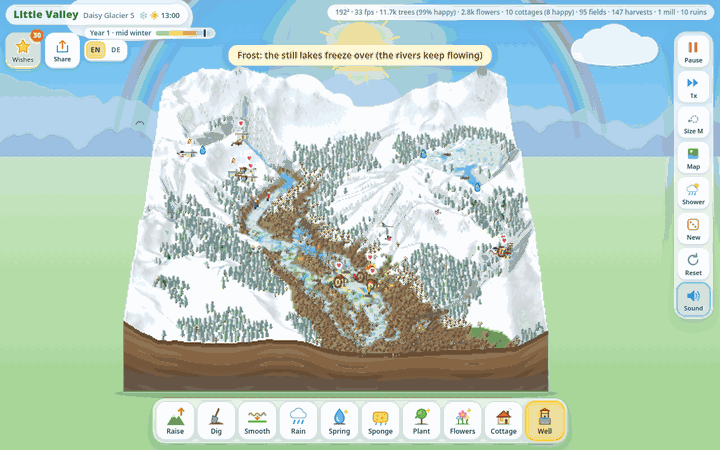 Little Valley Daisy Glacier 5 13:00
192² · 33 fps · 11.7k trees (99% happy) · 2.8k flowers · 10 cottages (8 happy) · 95 fields · 147 harvests · 1 mill · 10 ruins
Year 1 · mid winter
30
Wishes
Share
EN
DE
Frost: the still lakes freeze over (the rivers keep flowing)
Pause
1x
Size M
Map
Shower
New
Reset
Sound
Raise
Dig
Smooth
Rain
Spring
Sponge
Plant
Flowers
Cottage
Well